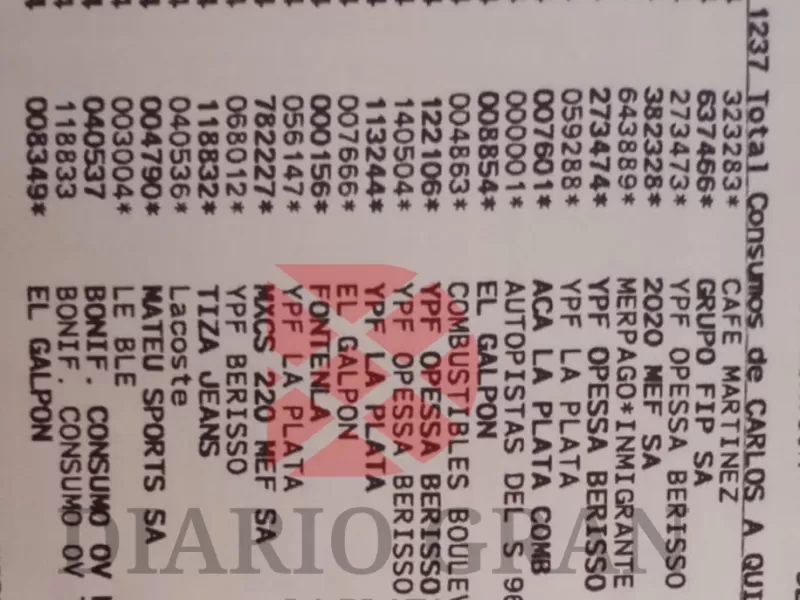 1237 Total Consumos de CARLOS A QUI
323283* CAFE MARTINEZ
637466* GRUPO FIP SA
273473* YPF OPESSA BERISSO
382328* 2020 MEF SA
643889* MERPAGO*INMIGRANTE
273474* YPF OPESSA BERISSO
059288* YPF LA PLATA
007601* ACA LA PLATA COMB
000001* AUTOPISTAS DEL S 96
008854* EL GALPON
004863* COMBUSTIBLES BOULEV
122106* YPF OPESSA BERISSO
140504* YPF OPESSA BERISSO
113244* YPF LA PLATA
007666* EL GALPON
000156* FONTENLA
056147* YPF LA PLATA
782227* MXCS 220 MEF SA
068012* YPF BERISSO
118832* TIZA JEANS
040536* Lacoste
004790* MATEU SPORTS SA
003004* LE BLE
040537 BONIF. CONSUMO OV
118833 BONIF. CONSUMO OV
008349* EL GALPON
DIARIO GRAN